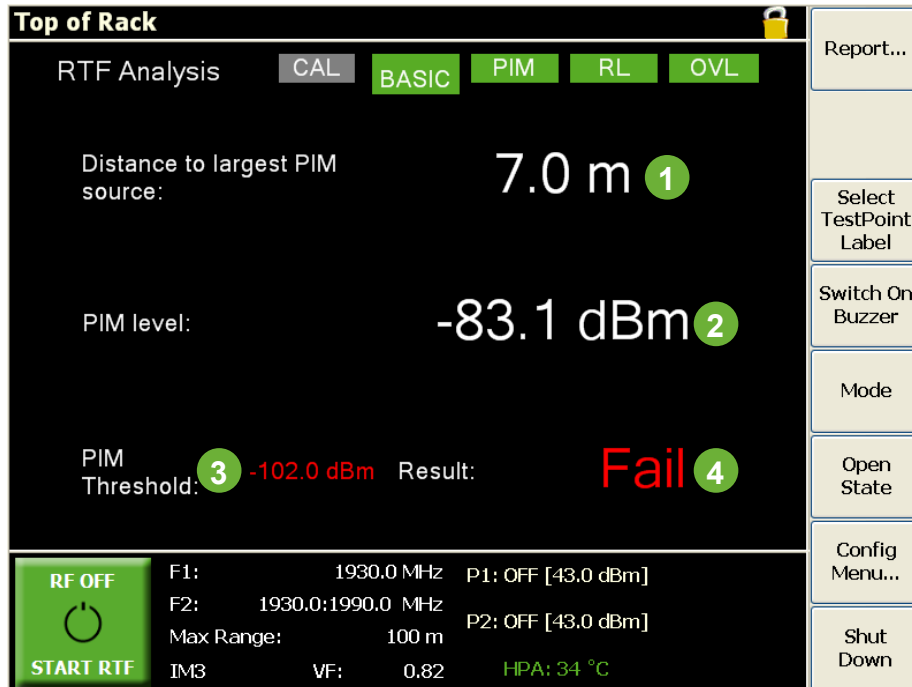 Top of Rack
Report...
RTF Analysis CAL BASIC PIM RL OVL
Distance to largest PIM
source:
7.0 m 1
Select
TestPoint
Label
Switch On
Buzzer
PIM level: -83.1 dBm 2
Mode
PIM
Threshold: 3 -102.0 dBm Result: Fail 4
Open
State
Config
Menu...
Shut
Down
RF OFF
START RTF
F1: 1930.0 MHz P1: OFF [43.0 dBm]
F2: 1930.0:1990.0 MHz
P2: OFF [43.0 dBm]
Max Range: 100 m
IM3 VF: 0.82 HPA: 34 °C